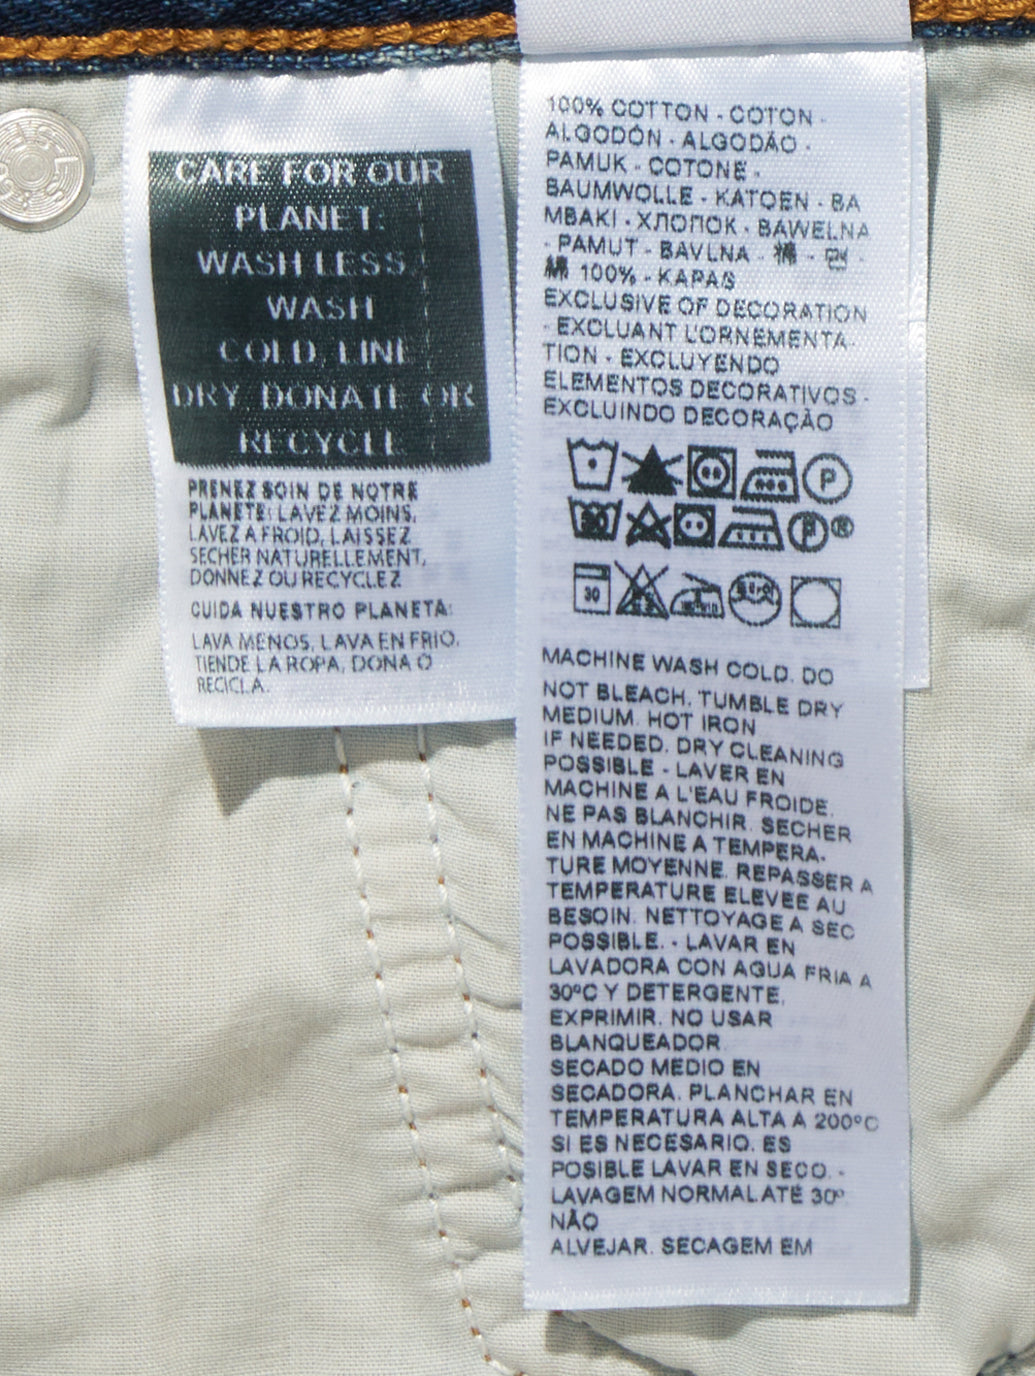 CARE FOR OUR
PLANET:
WASH LESS,
WASH
COLD, LINE
DRY, DONATE OR
RECYCLE
PRENEZ SOIN DE NOTRE
PLANÈTE: LAVEZ MOINS,
LAVEZ A FROID, LAISSEZ
SECHER NATURELLEMENT,
DONNEZ OU RECYCLEZ
CUIDA NUESTRO PLANETA:
LAVA MENOS, LAVA EN FRIO,
TIENDE LA ROPA, DONA O
RECICLA.
100% COTTON - COTON -
ALGODÓN - ALGODÃO -
PAMUK - COTONE -
BAUMWOLLE - KATOEN - BA
MBAKI - ХЛОПОК - BAWEŁNA
- PAMUT - BAVLNA - 棉 - 면
綿 100% - KAPAS
EXCLUSIVE OF DECORATION
- EXCLUANT L'ORNEMENTA-
TION - EXCLUYENDO
ELEMENTOS DECORATIVOS -
EXCLUINDO DECORAÇÃO
P
30 P ®
30
MACHINE WASH COLD. DO
NOT BLEACH. TUMBLE DRY
MEDIUM. HOT IRON
IF NEEDED. DRY CLEANING
POSSIBLE - LAVER EN
MACHINE A L'EAU FROIDE.
NE PAS BLANCHIR. SECHER
EN MACHINE A TEMPERA-
TURE MOYENNE. REPASSER A
TEMPERATURE ELEVEE AU
BESOIN. NETTOYAGE A SEC
POSSIBLE. - LAVAR EN
LAVADORA CON AGUA FRIA A
30ºC Y DETERGENTE,
EXPRIMIR. NO USAR
BLANQUEADOR.
SECADO MEDIO EN
SECADORA. PLANCHAR EN
TEMPERATURA ALTA A 200ºC
SI ES NECESARIO. ES
POSIBLE LAVAR EN SECO. -
LAVAGEM NORMAL ATÉ 30º.
NÃO
ALVEJAR. SECAGEM EM